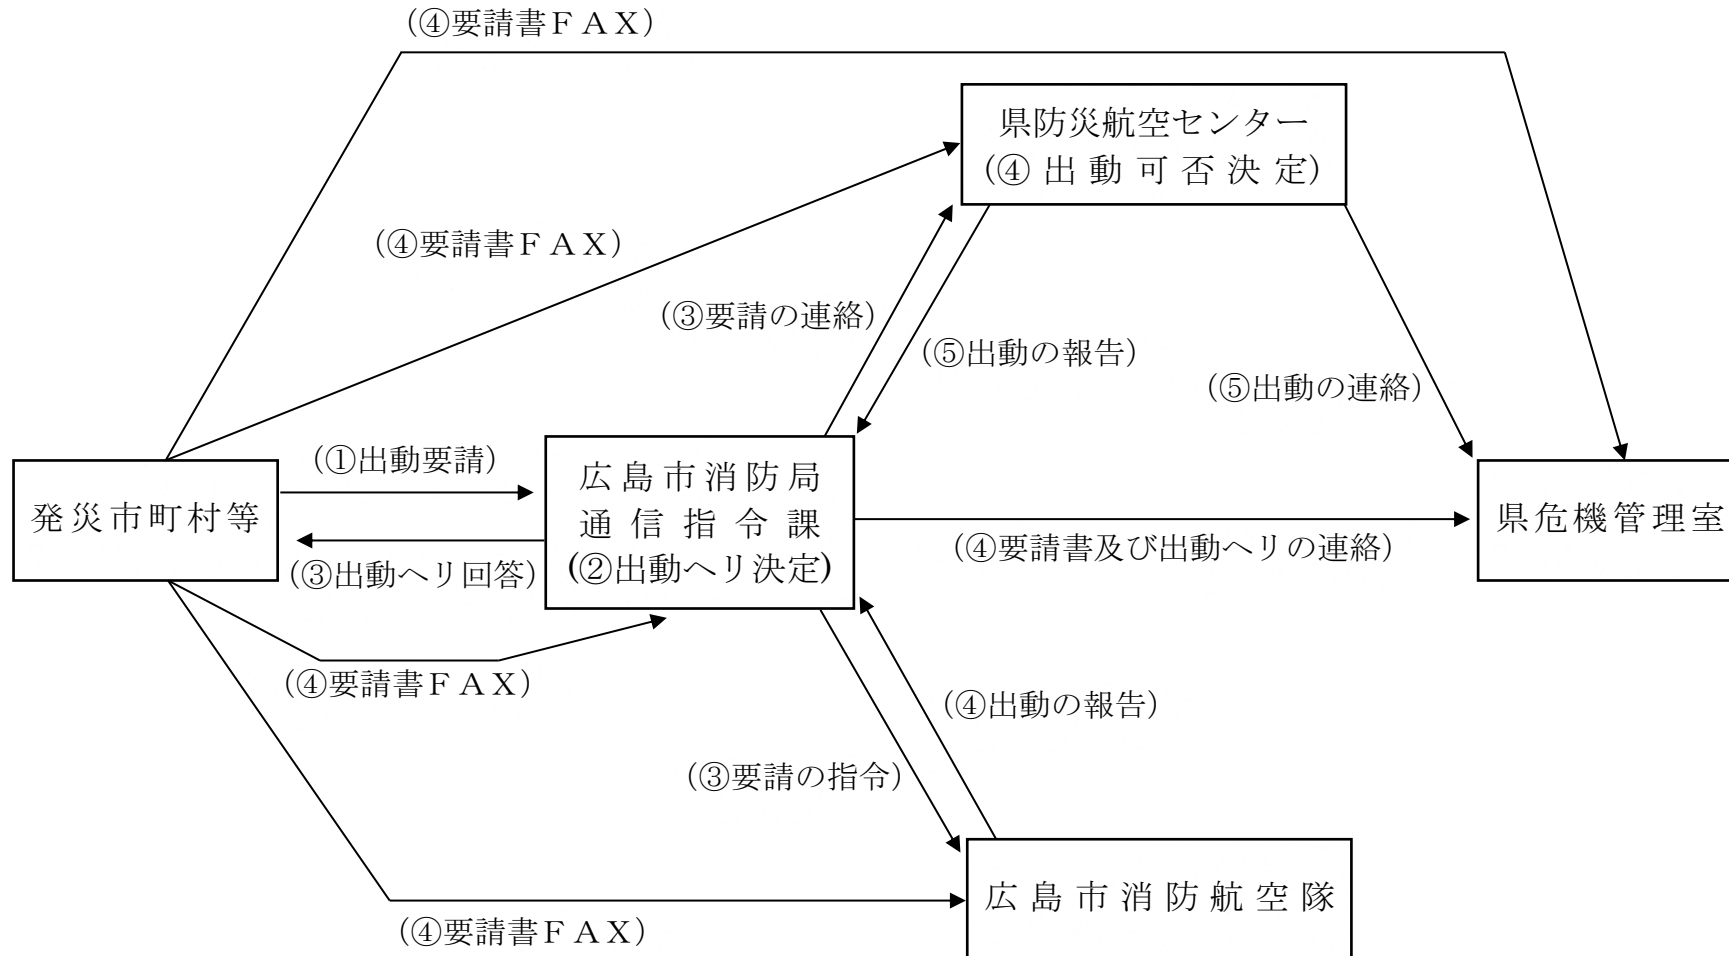 （④要請書ＦＡＸ）
県防災航空センター
（④出動可否決定）
（④要請書ＦＡＸ）
（③要請の連絡）
（⑤出動の報告）
（⑤出動の連絡）
（①出動要請）
発災市町村等
（③出動ヘリ回答）
広島市消防局
通信指令課
（②出動ヘリ決定）
（④要請書及び出動ヘリの連絡）
県危機管理室
（④要請書ＦＡＸ）
（④出動の報告）
（③要請の指令）
広島市消防航空隊
（④要請書ＦＡＸ）